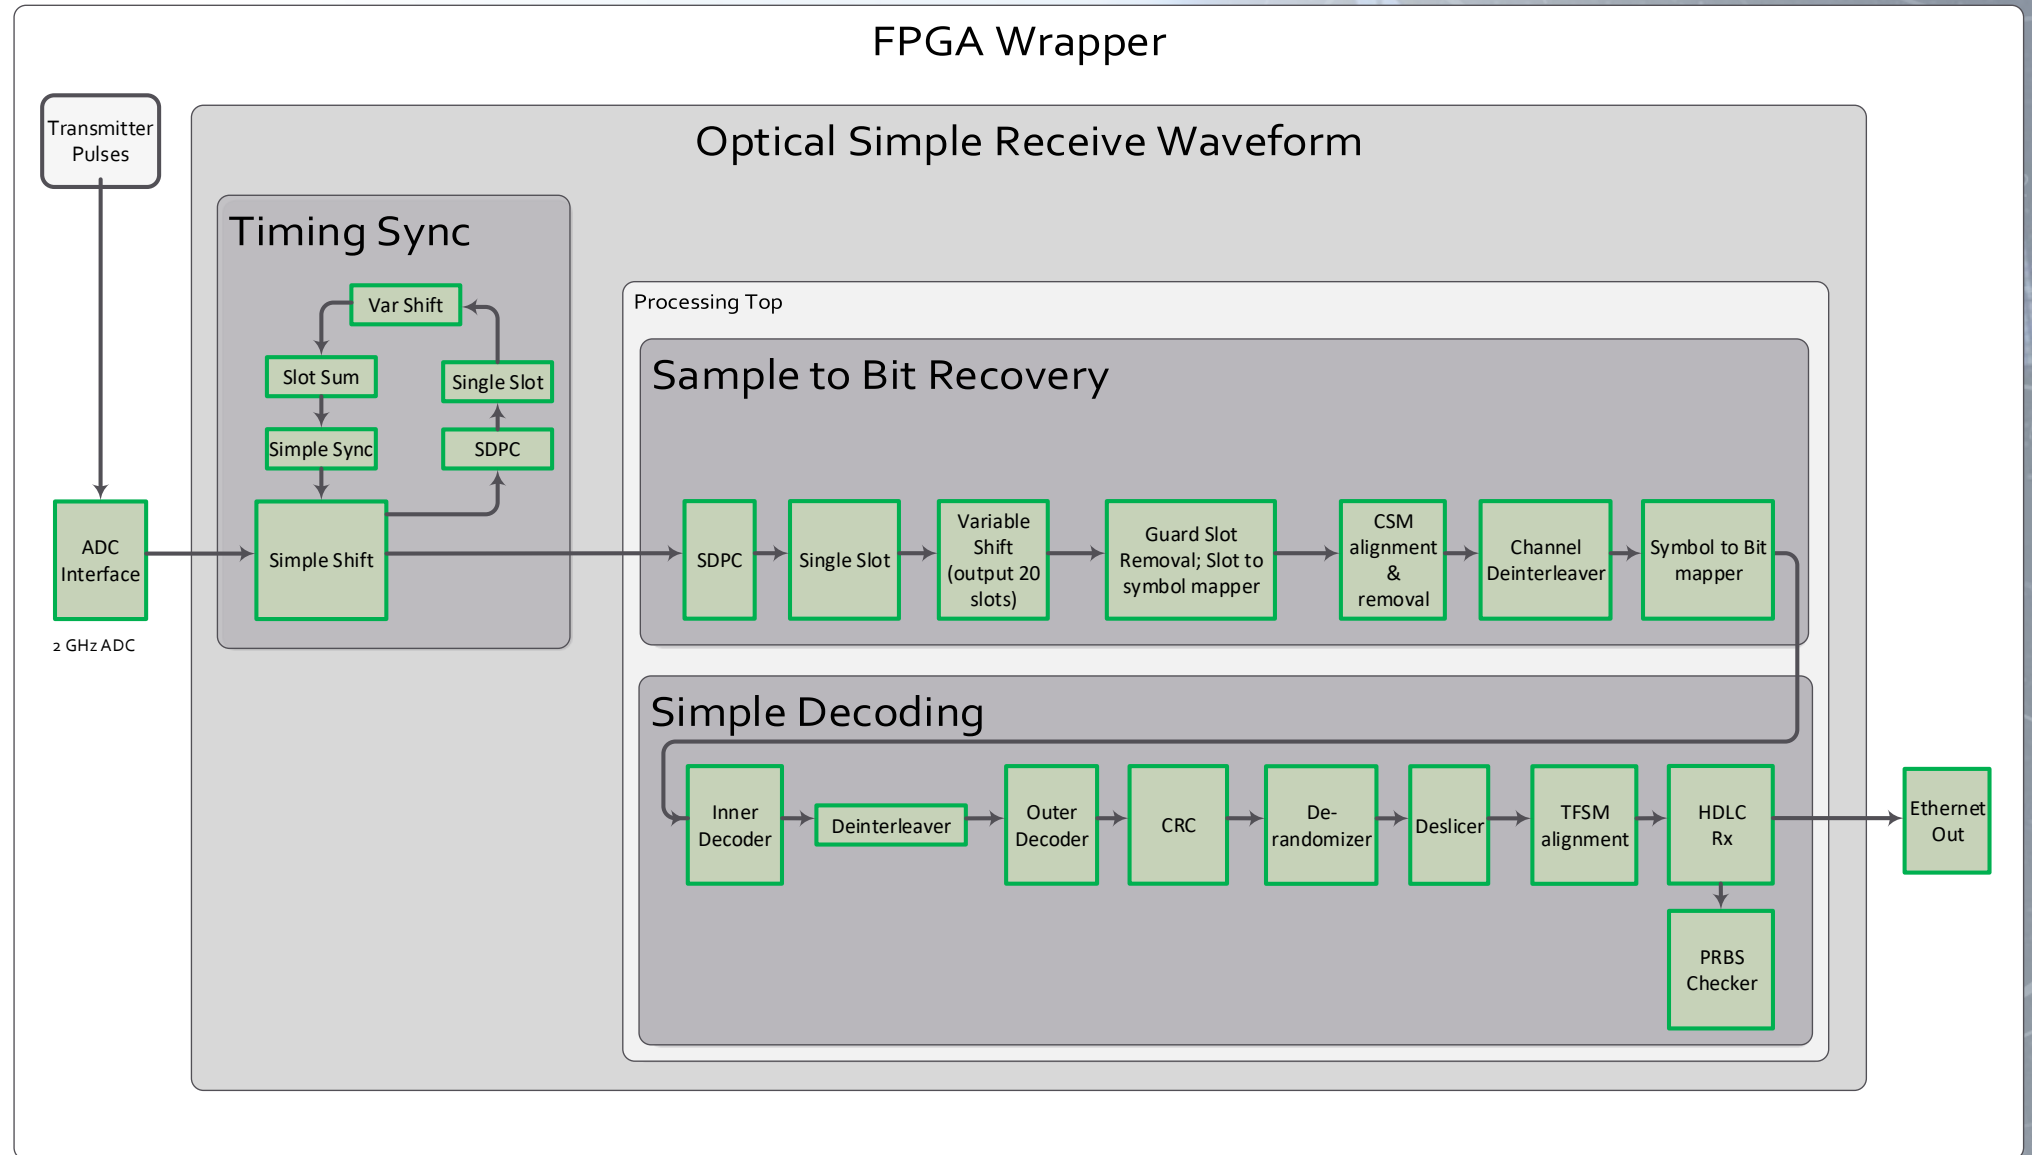 FPGA Wrapper
Transmitter
Pulses
Optical Simple Receive Waveform
Timing Sync
Var Shift
Slot Sum
Single Slot
Simple Sync
SDPC
ADC
Interface
Simple Shift
2 GHz ADC
Processing Top
Sample to Bit Recovery
SDPC
Single Slot
Variable
Shift
(output 20
slots)
Guard Slot
Removal; Slot to
symbol mapper
CSM
alignment
&
removal
Channel
Deinterleaver
Symbol to Bit
mapper
Simple Decoding
Inner
Decoder
Deinterleaver
Outer
Decoder
CRC
De-
randomizer
Deslicer
TFSM
alignment
HDLC
Rx
Ethernet
Out
PRBS
Checker